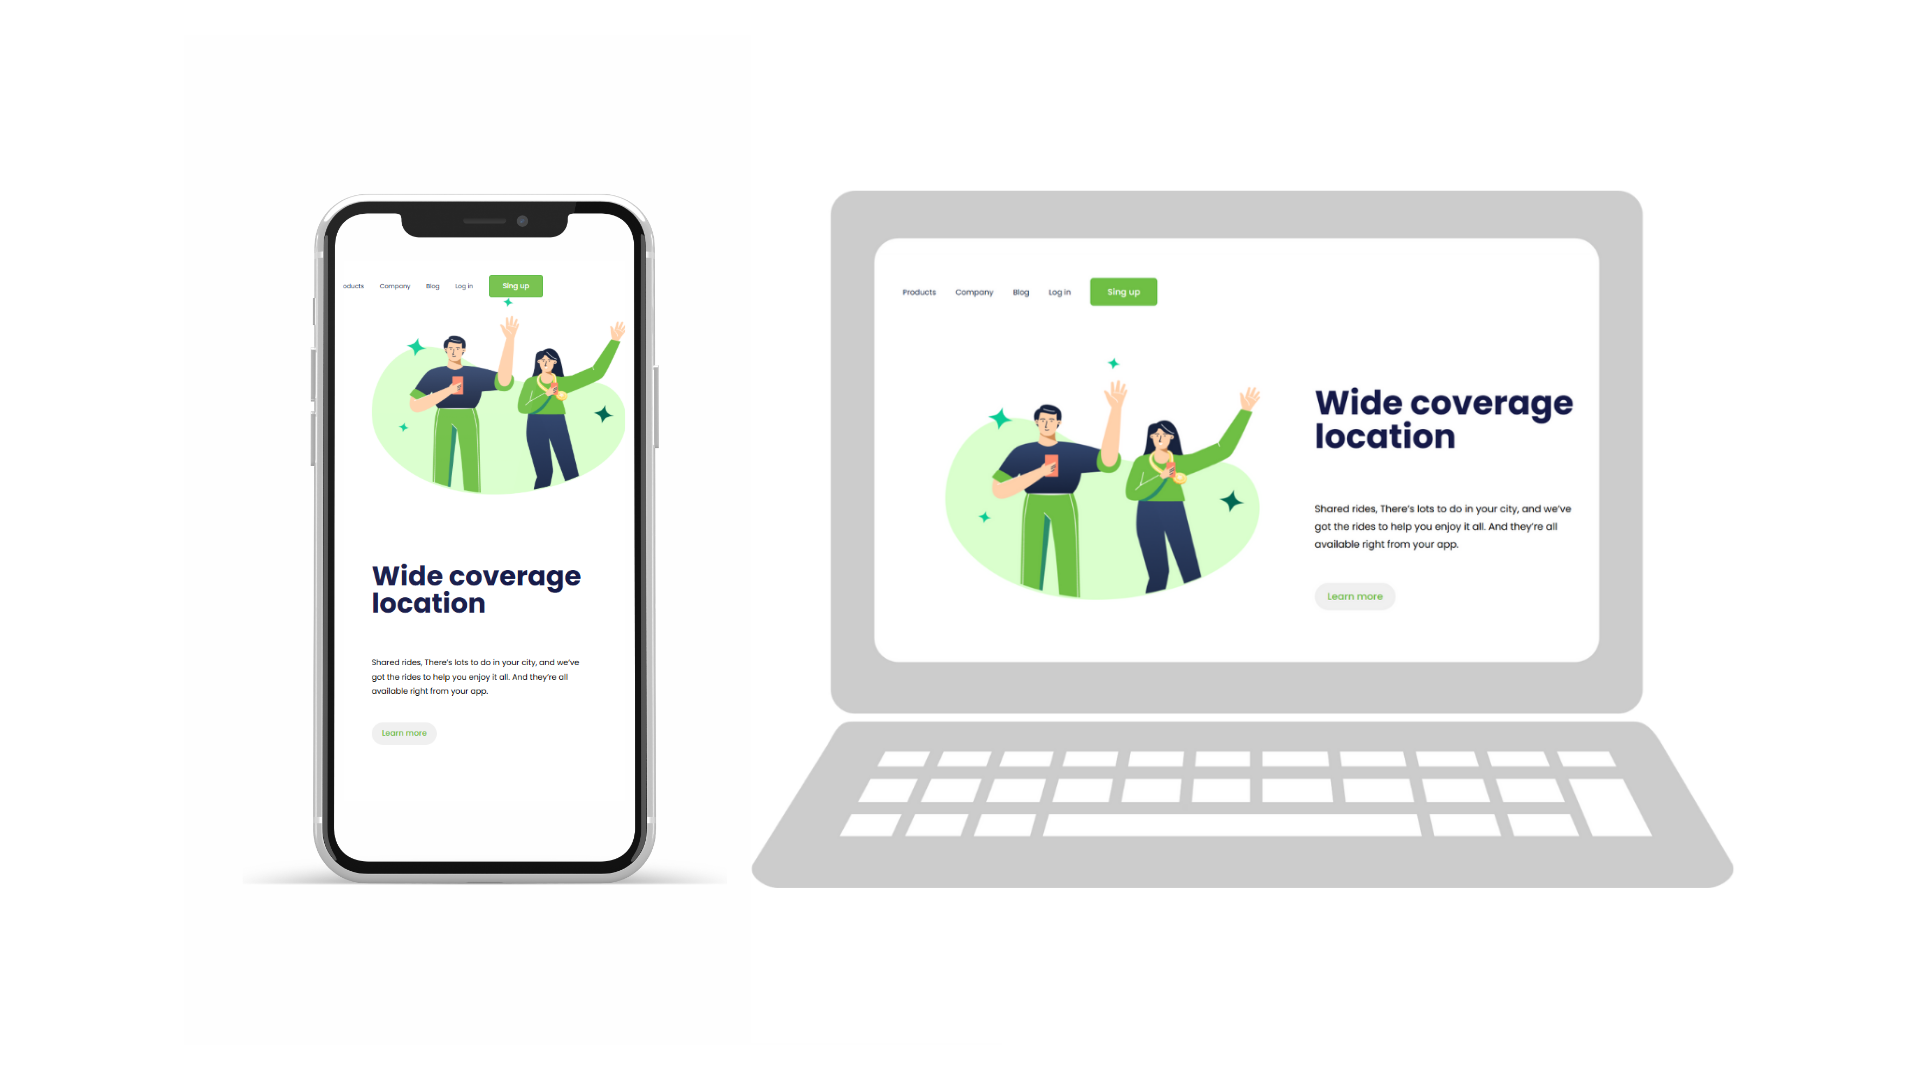 oducts Company Blog Log in Sing up
Wide coverage
location
Shared rides, There's lots to do in your city, and we've
got the rides to help you enjoy it all. And they're all
available right from your app.
Learn more
Products Company Blog Log in Sing up
Wide coverage
location
Shared rides, There's lots to do in your city, and we've
got the rides to help you enjoy it all. And they're all
available right from your app.
Learn more